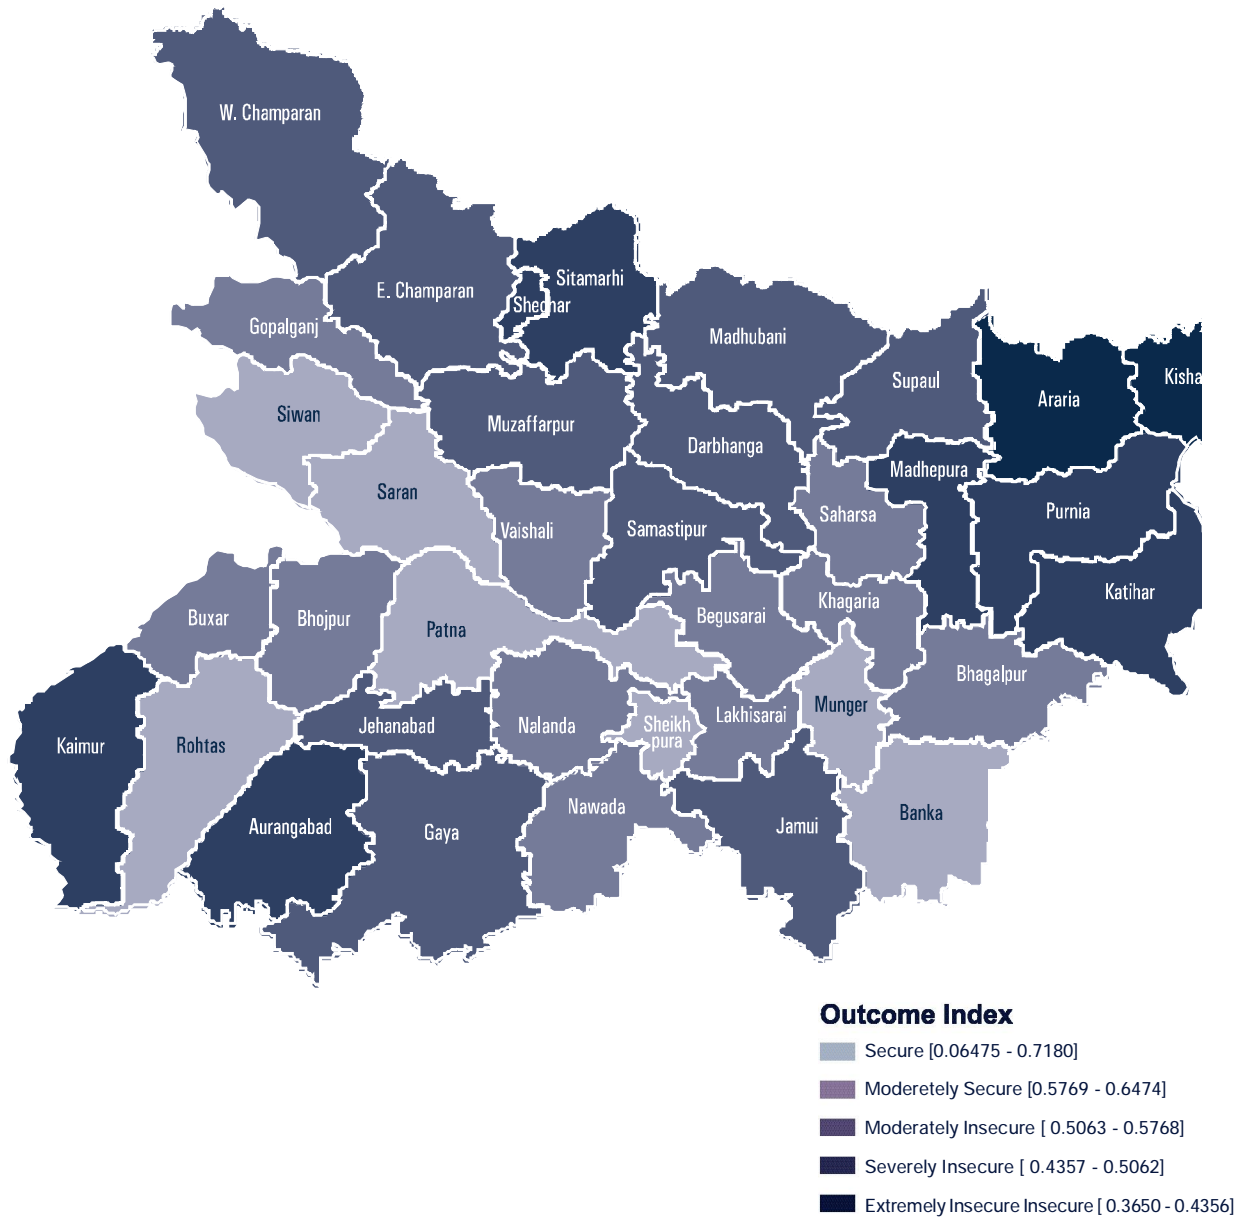 W. Champaran
Sitamarhi
E. Champaran
Sheohar
Gopalganj
Madhubani
Kisha
Supaul
Araria
Siwan
Muzaffarpur
Darbhanga
Madhepura
Saran
Purnia
Saharsa
Vaishali
Samastipur
Katihar
Khagaria
Begusarai
Buxar
Bhojpur
Patna
Bhagalpur
Munger
Lakhisarai
Sheikh
pura
Nalanda
Jehanabad
Kaimur
Rohtas
Nawada
Banka
Aurangabad
Gaya
Jamui
Outcome Index
Secure [0.06475 - 0.7180]
Moderetely Secure [0.5769 - 0.6474]
Moderately Insecure [ 0.5063 - 0.5768]
Severely Insecure [ 0.4357 - 0.5062]
Extremely Insecure Insecure [ 0.3650 - 0.4356]